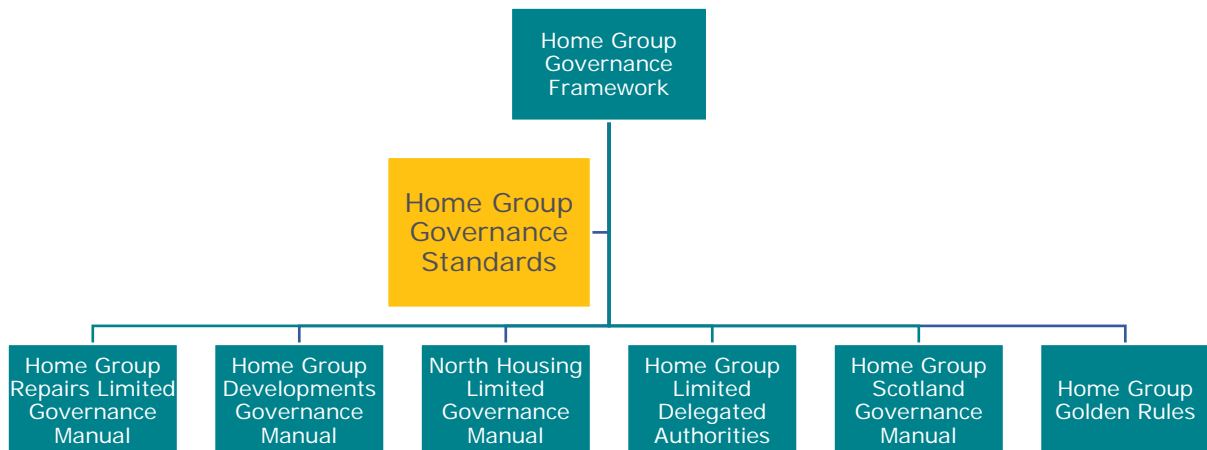 Home Group
Governance
Framework
Home Group
Governance
Standards
Home Group
Repairs Limited
Governance
Manual
Home Group
Developments
Governance
Manual
North Housing
Limited
Governance
Manual
Home Group
Limited
Delegated
Authorities
Home Group
Scotland
Governance
Manual
Home Group
Golden Rules